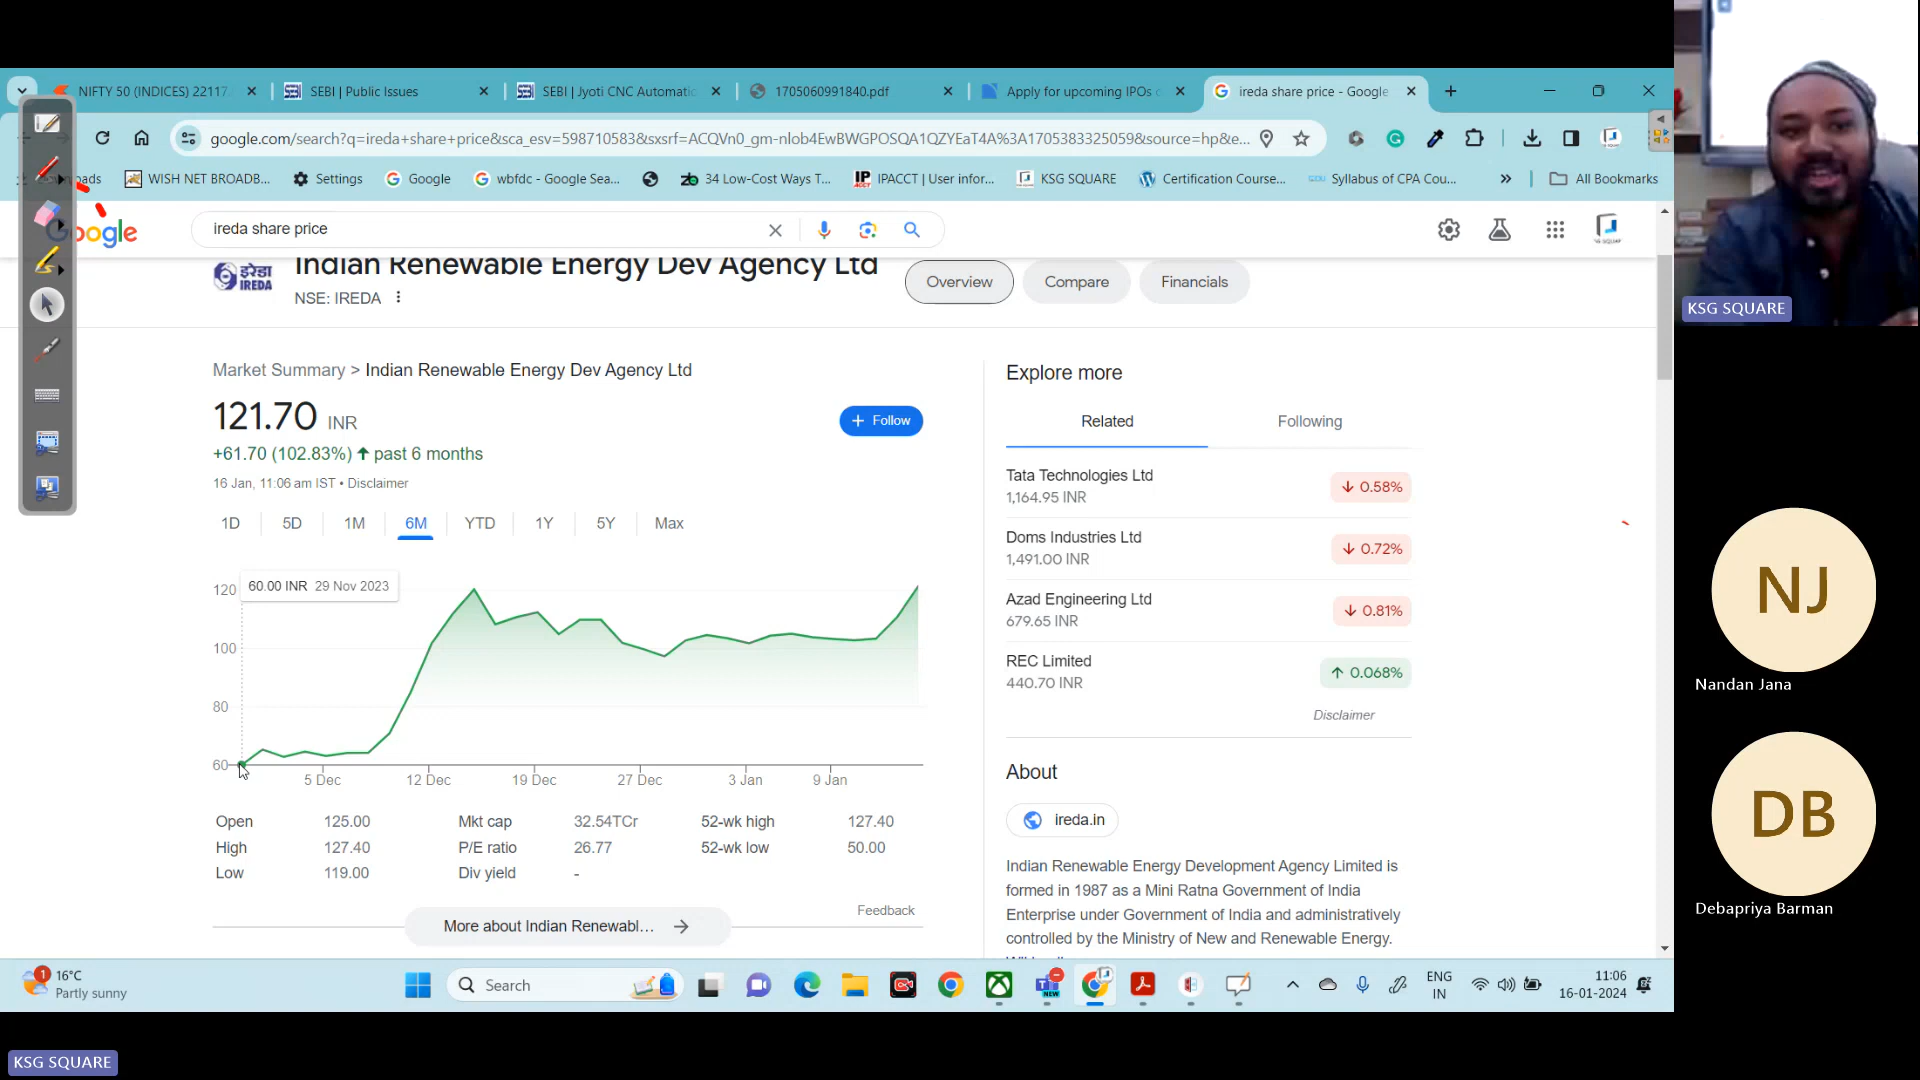 NIFTY 50 (INDICES) 22117.
SEBI | Public Issues
SEBI | Jyoti CNC Automatic
1705060991840.pdf
Apply for upcoming IPOs
ireda share price - Google
google.com/search?q=ireda+share+price&sca_esv=598710583&sxsrf=ACQVn0_gm-nlob4EwBWGPOSQA1QZYEaT4A%3A1705383325059&source=hp&e...
WISH NET BROADB...
Settings
Google
wbfdc - Google Sea...
34 Low-Cost Ways T...
IPACCT | User infor...
KSG SQUARE
Certification Course...
Syllabus of CPA Cou...
»
All Bookmarks
Google
ireda share price
इरेडा
IREDA
Indian Renewable Energy Dev Agency Ltd
NSE: IREDA
Overview
Compare
Financials
Market Summary > Indian Renewable Energy Dev Agency Ltd
121.70 INR
+ Follow
+61.70 (102.83%) ↑ past 6 months
16 Jan, 11:06 am IST • Disclaimer
1D 5D 1M 6M YTD 1Y 5Y Max
60.00 INR 29 Nov 2023
120
100
80
60
5 Dec 12 Dec 19 Dec 27 Dec 3 Jan 9 Jan
Open 125.00 Mkt cap 32.54TCr 52-wk high 127.40
High 127.40 P/E ratio 26.77 52-wk low 50.00
Low 119.00 Div yield -
Feedback
More about Indian Renewabl... →
Explore more
Related Following
Tata Technologies Ltd
1,164.95 INR
↓ 0.58%
Doms Industries Ltd
1,491.00 INR
↓ 0.72%
Azad Engineering Ltd
679.65 INR
↓ 0.81%
REC Limited
440.70 INR
↑ 0.068%
Disclaimer
About
ireda.in
Indian Renewable Energy Development Agency Limited is
formed in 1987 as a Mini Ratna Government of India
Enterprise under Government of India and administratively
controlled by the Ministry of New and Renewable Energy.
KSG SQUARE
NJ
Nandan Jana
DB
Debapriya Barman
1
16°C
Partly sunny
Search
NEW
ENG
IN
11:06
16-01-2024
KSG SQUARE